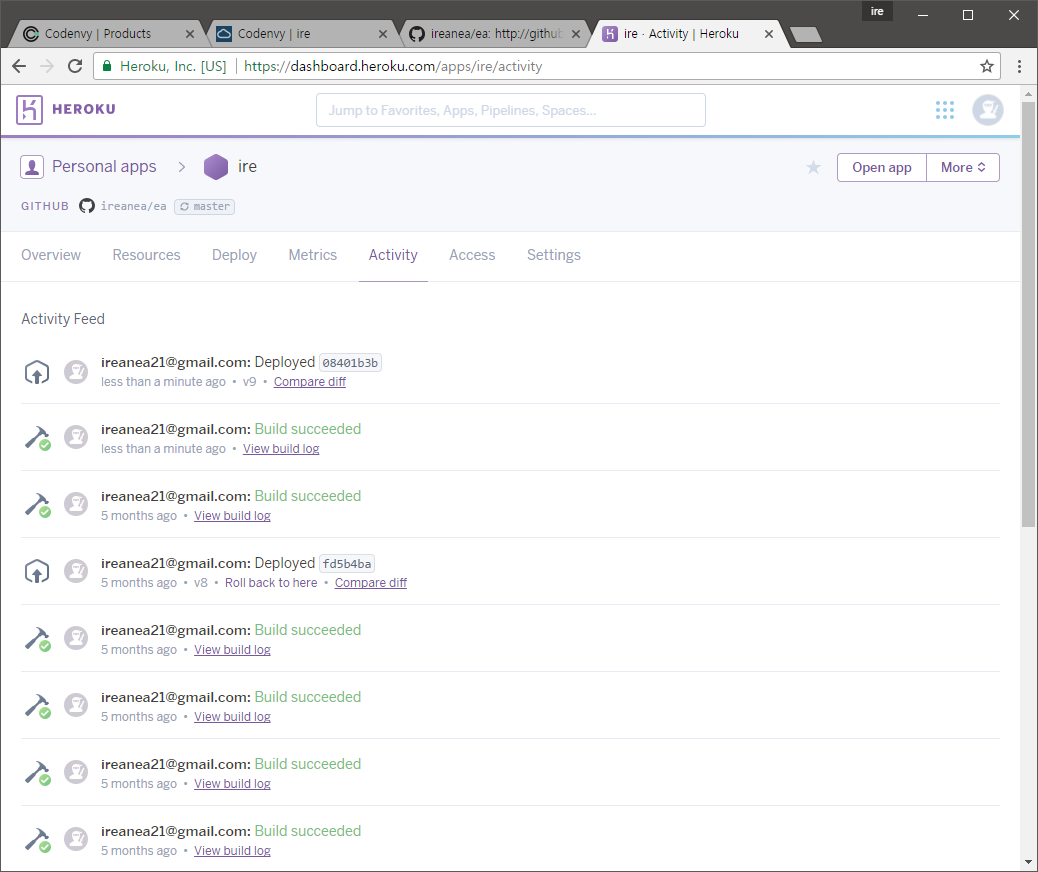 ire
Codenvy | Products
Codenvy | ire
ireanea/ea: http://github
ire · Activity | Heroku
Heroku, Inc. [US] | https://dashboard.heroku.com/apps/ire/activity
HEROKU
Jump to Favorites, Apps, Pipelines, Spaces...
Personal apps > ire
Open app
More
GITHUB ireanea/ea master
Overview Resources Deploy Metrics Activity Access Settings
Activity Feed
ireanea21@gmail.com: Deployed 08401b3b
less than a minute ago • v9 • Compare diff
ireanea21@gmail.com: Build succeeded
less than a minute ago • View build log
ireanea21@gmail.com: Build succeeded
5 months ago • View build log
ireanea21@gmail.com: Deployed fd5b4ba
5 months ago • v8 • Roll back to here • Compare diff
ireanea21@gmail.com: Build succeeded
5 months ago • View build log
ireanea21@gmail.com: Build succeeded
5 months ago • View build log
ireanea21@gmail.com: Build succeeded
5 months ago • View build log
ireanea21@gmail.com: Build succeeded
5 months ago • View build log